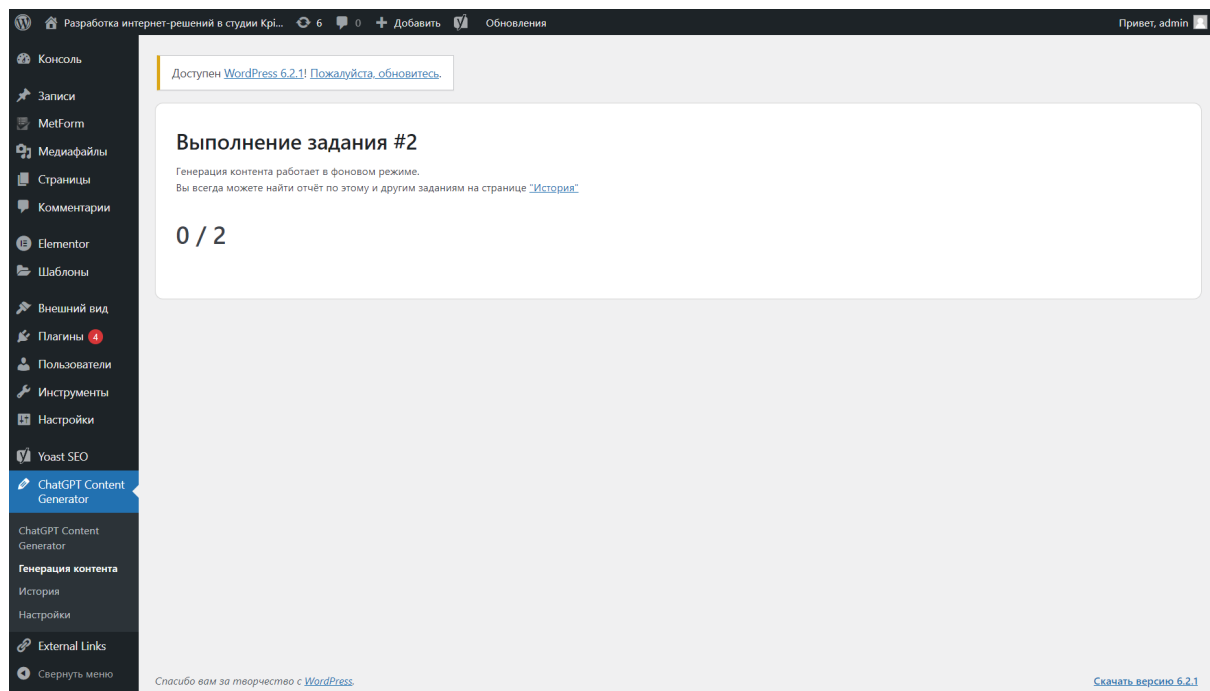 Разработка интернет-решений в студии Крі... 6 0 Добавить Обновления Привет, admin
Консоль
Записи
MetForm
Медиафайлы
Страницы
Комментарии
Elementor
Шаблоны
Внешний вид
Плагины 4
Пользователи
Инструменты
Настройки
Yoast SEO
ChatGPT Content
Generator
ChatGPT Content
Generator
Генерация контента
История
Настройки
External Links
Свернуть меню
Доступен WordPress 6.2.1! Пожалуйста, обновитесь.
Выполнение задания #2
Генерация контента работает в фоновом режиме.
Вы всегда можете найти отчёт по этому и другим заданиям на странице "История"
0 / 2
Спасибо вам за творчество с WordPress.
Скачать версию 6.2.1